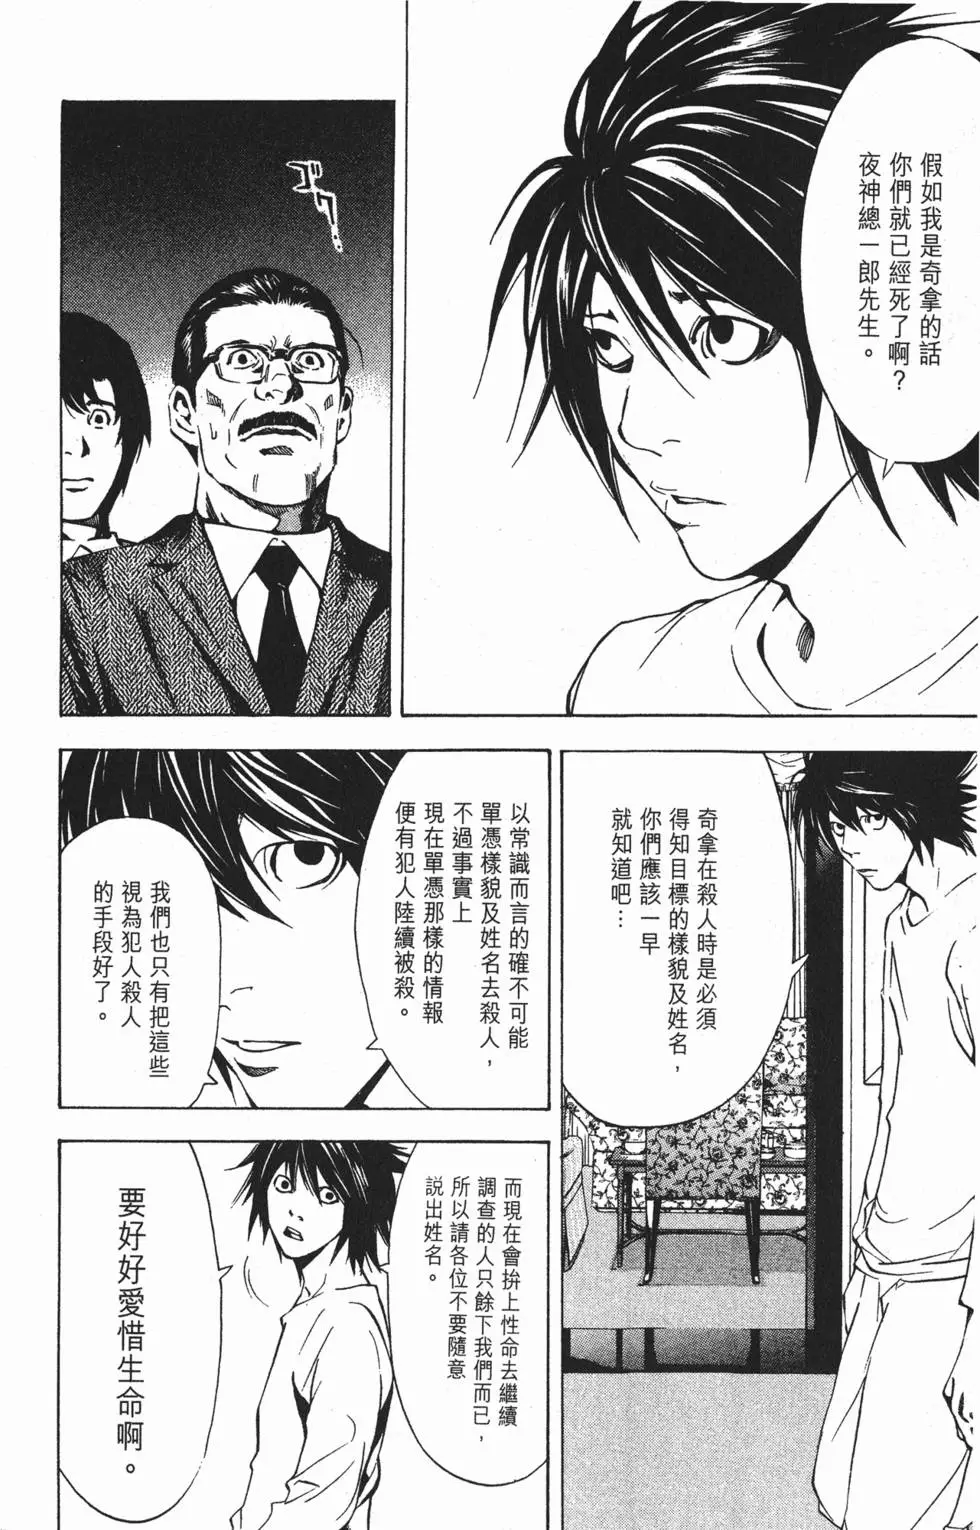 假如我是奇拿的話
你們就已經死了啊?
夜神總一郎先生。
ゴクッ
奇拿在殺人時是必須
得知目標的樣貌及姓名,
你們應該一早
就知道吧…
以常識而言的確不可能
單憑樣貌及姓名去殺人,
不過事實上
現在單憑那樣的情報
便有犯人陸續被殺。
我們也只有把這些
視為犯人殺人
的手段好了。
而現在會拚上性命去繼續
調查的人只餘下我們而已,
所以請各位不要隨意
說出姓名。
要好好愛惜生命啊。